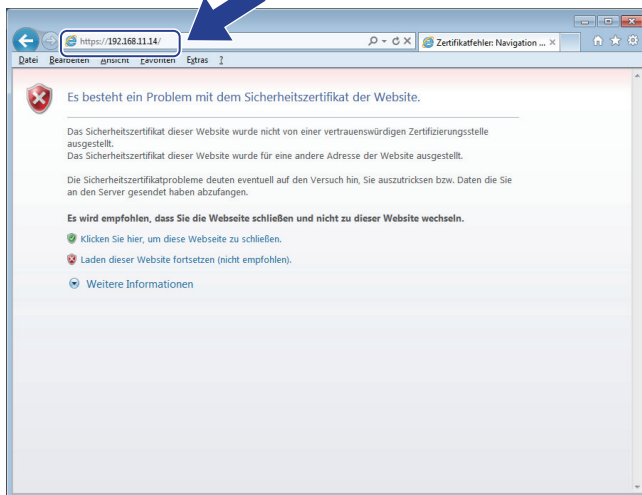 https://192.168.11.14/
Zertifikatfehler: Navigation ...
Datei Bearbeiten Ansicht Favoriten Extras ?
Es besteht ein Problem mit dem Sicherheitszertifikat der Website.
Das Sicherheitszertifikat dieser Website wurde nicht von einer vertrauenswürdigen Zertifizierungsstelle
ausgestellt.
Das Sicherheitszertifikat dieser Website wurde für eine andere Adresse der Website ausgestellt.
Die Sicherheitszertifikatprobleme deuten eventuell auf den Versuch hin, Sie auszutricksen bzw. Daten die Sie
an den Server gesendet haben abzufangen.
Es wird empfohlen, dass Sie die Webseite schließen und nicht zu dieser Website wechseln.
Klicken Sie hier, um diese Webseite zu schließen.
Laden dieser Website fortsetzen (nicht empfohlen).
Weitere Informationen